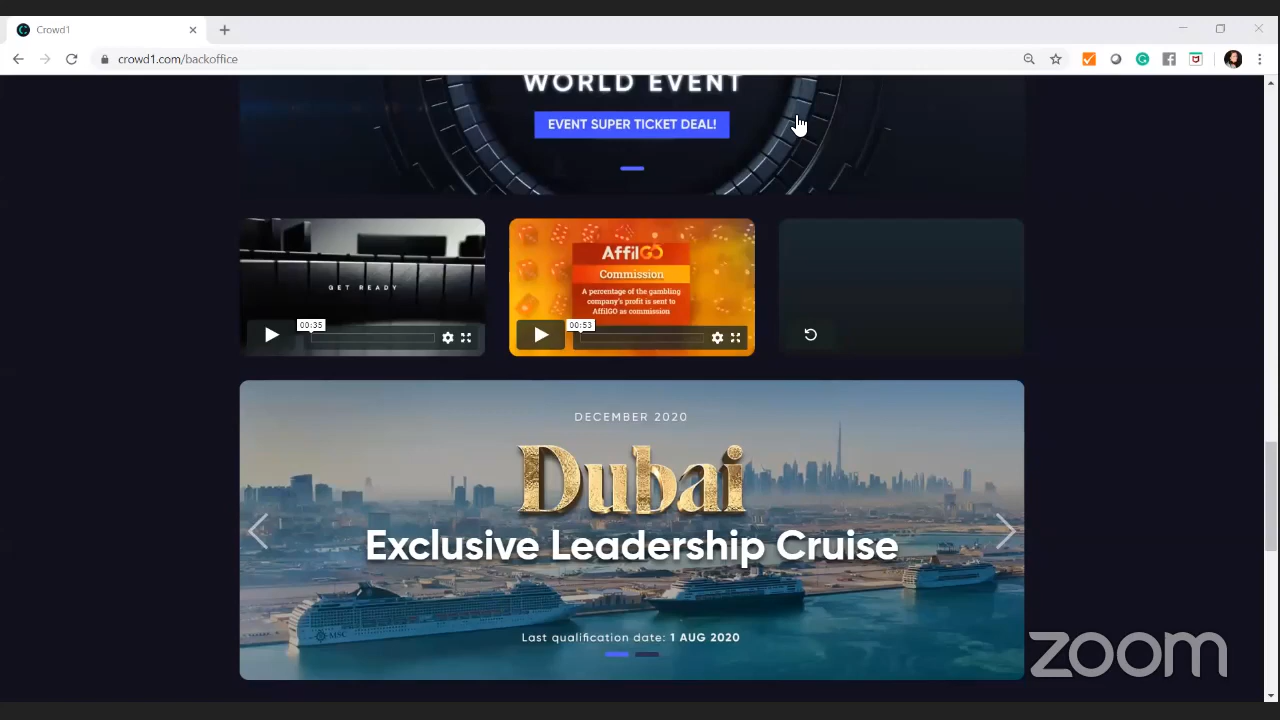 Crowd1
crowd1.com/backoffice
WORLD EVENT
EVENT SUPER TICKET DEAL!
GET READY
00:35
AffilGO
Commission
A percentage of the gambling
company's profit is sent to
AffilGO as commission
00:53
DECEMBER 2020
Dubai
Exclusive Leadership Cruise
MSC
Last qualification date: 1 AUG 2020
zoom